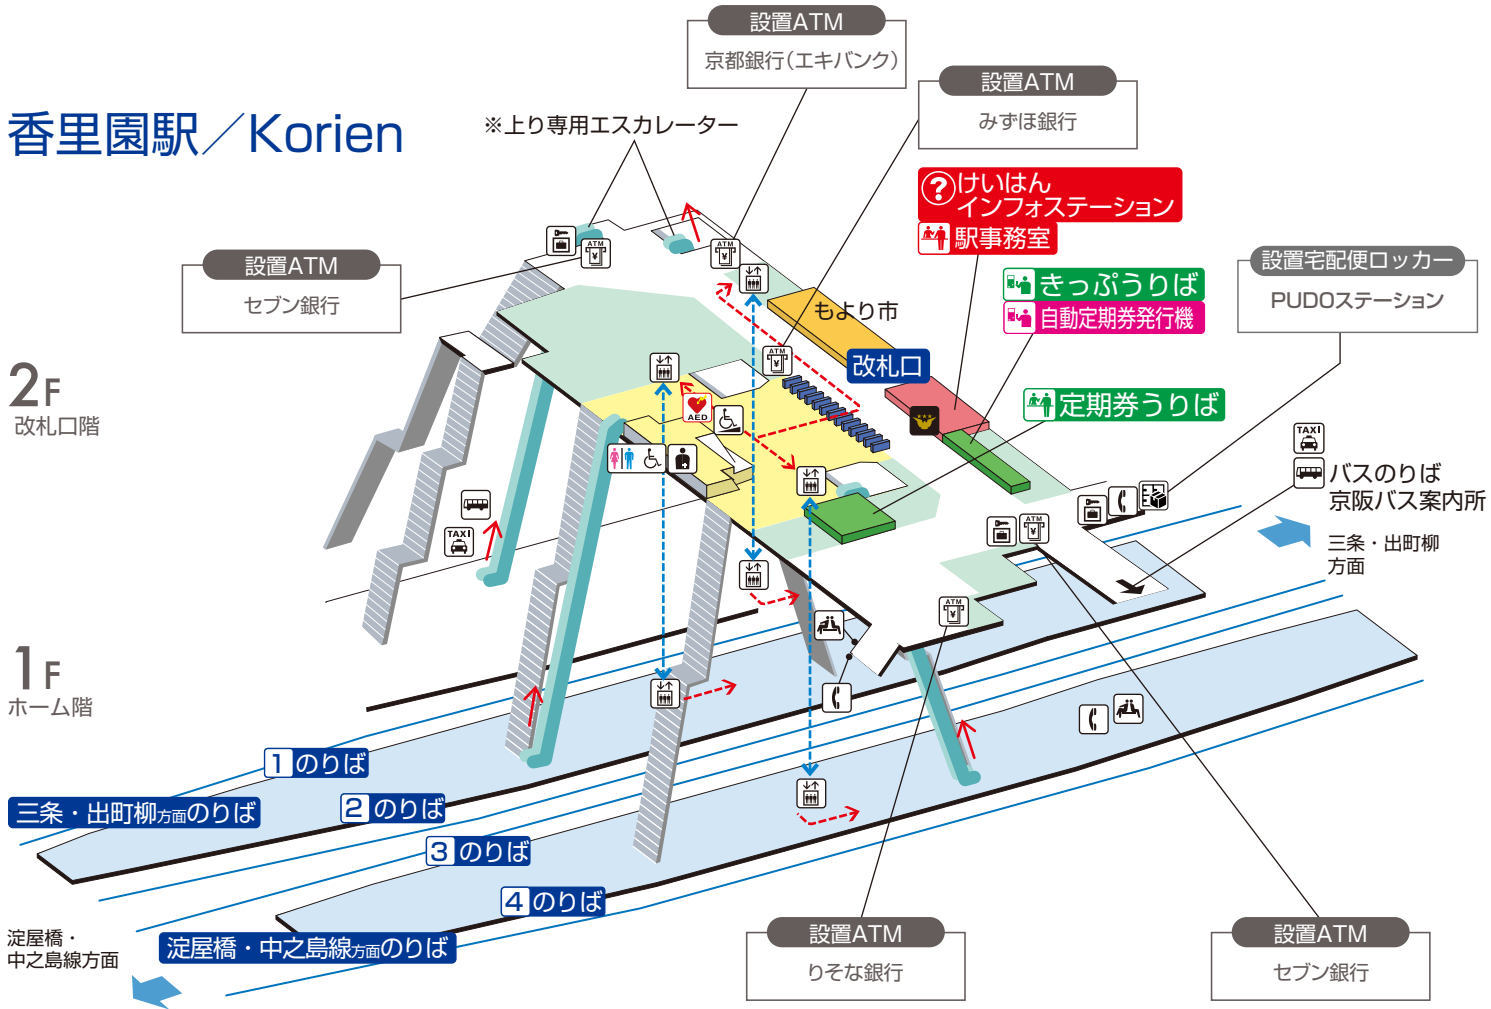 設置ATM
京都銀行(エキバンク)
設置ATM
みずほ銀行
香里園駅/Korien
※上り専用エスカレーター
?けいはん
インフォステーション
駅事務室
設置ATM
セブン銀行
設置宅配便ロッカー
PUDOステーション
きっぷうりば
自動定期券発行機
もより市
改札口
定期券うりば
2F
改札口階
ATM
¥
ATM
¥
ATM
¥
AED
TAXI
TAXI
バスのりば
京阪バス案内所
三条・出町柳
方面
ATM
¥
ATM
¥
1F
ホーム階
1のりば
三条・出町柳方面のりば
2のりば
3のりば
4のりば
淀屋橋・
中之島線方面
淀屋橋・中之島線方面のりば
設置ATM
りそな銀行
設置ATM
セブン銀行